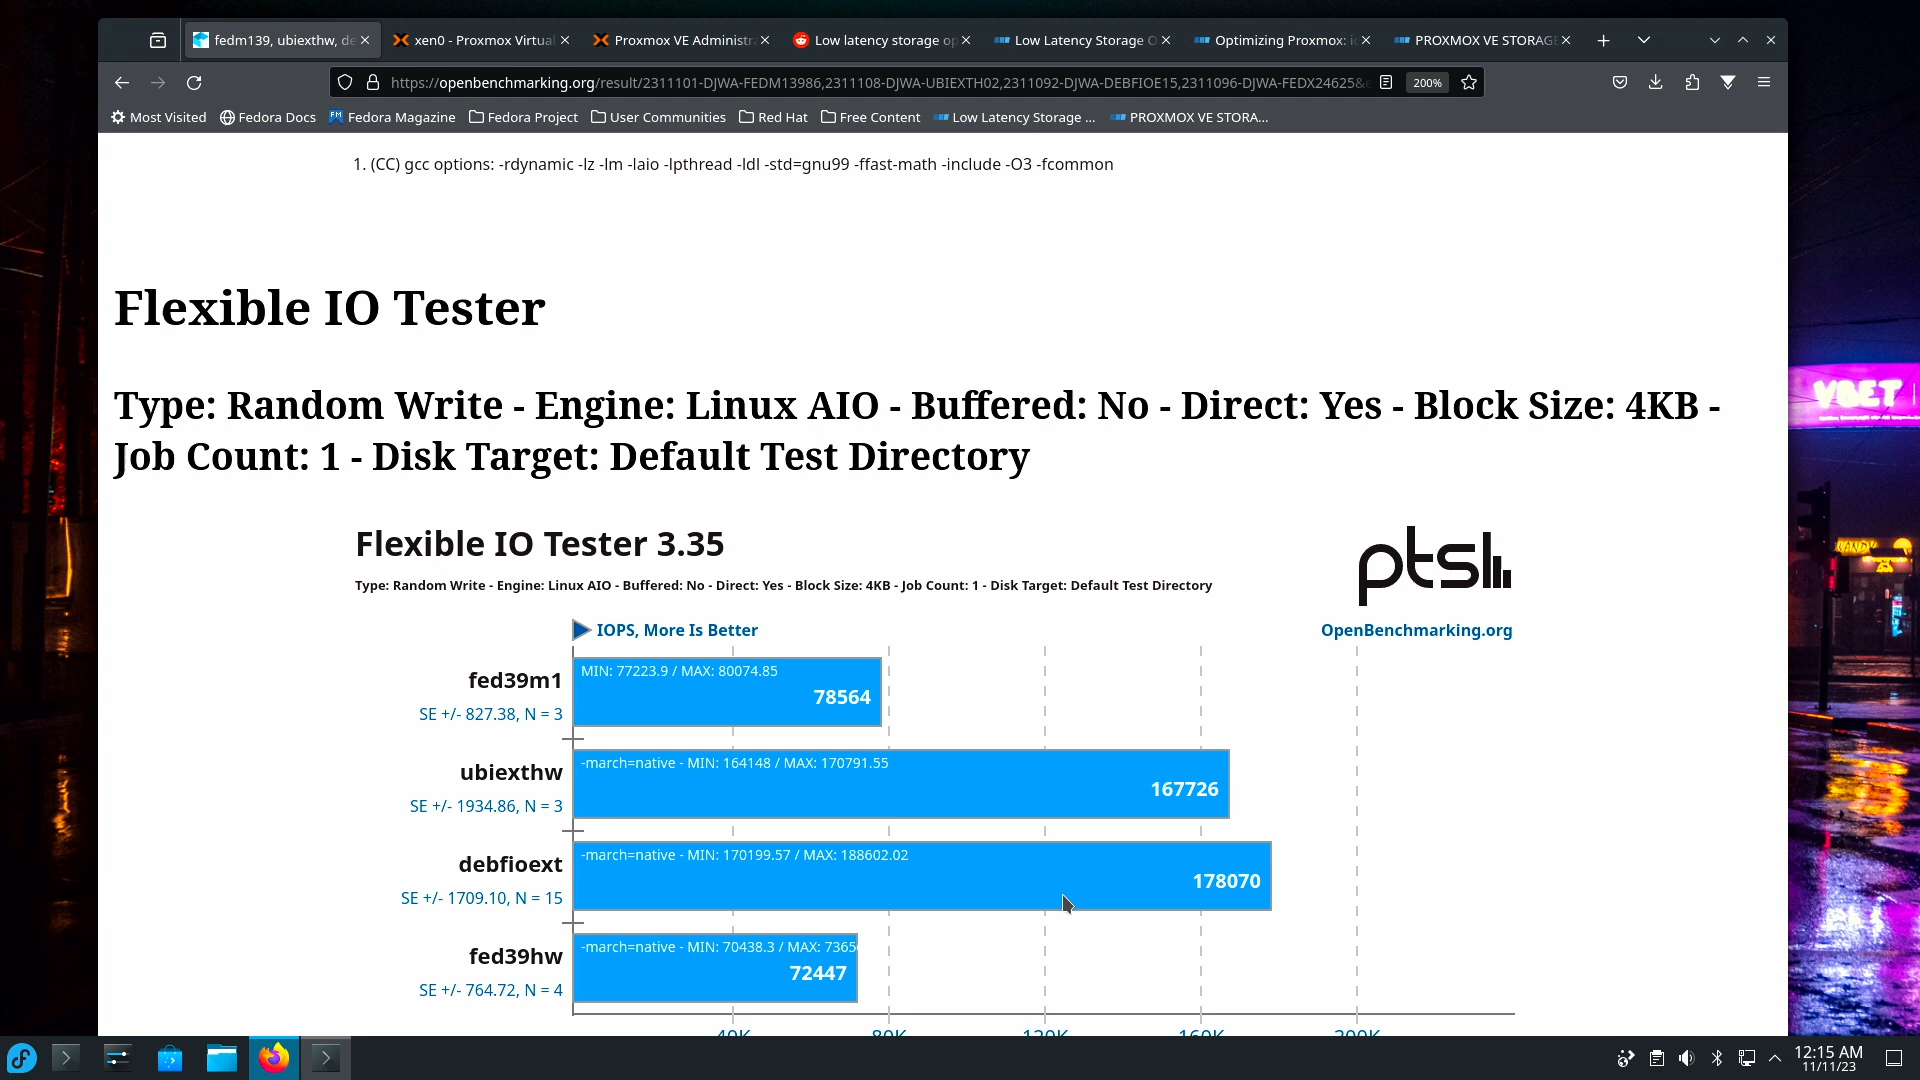 fedm139, ubiexthw, de
xen0 - Proxmox Virtual
Proxmox VE Administr
Low latency storage op
Low Latency Storage O
Optimizing Proxmox: i
PROXMOX VE STORAGE
https://openbenchmarking.org/result/2311101-DJWA-FEDM13986,2311108-DJWA-UBIEXTH02,2311092-DJWA-DEBFIOE15,2311096-DJWA-FEDX24625&e
200%
Most Visited
Fedora Docs
Fedora Magazine
Fedora Project
User Communities
Red Hat
Free Content
Low Latency Storage ...
PROXMOX VE STORA...
1. (CC) gcc options: -rdynamic -lz -lm -laio -lpthread -ldl -std=gnu99 -ffast-math -include -O3 -fcommon
Flexible IO Tester
Type: Random Write - Engine: Linux AIO - Buffered: No - Direct: Yes - Block Size: 4KB -
Job Count: 1 - Disk Target: Default Test Directory
Flexible IO Tester 3.35
ptsl
Type: Random Write - Engine: Linux AIO - Buffered: No - Direct: Yes - Block Size: 4KB - Job Count: 1 - Disk Target: Default Test Directory
IOPS, More Is Better
OpenBenchmarking.org
fed39m1
SE +/- 827.38, N = 3
MIN: 77223.9 / MAX: 80074.85
78564
ubiexthw
SE +/- 1934.86, N = 3
-march=native - MIN: 164148 / MAX: 170791.55
167726
debfioext
SE +/- 1709.10, N = 15
-march=native - MIN: 170199.57 / MAX: 188602.02
178070
fed39hw
SE +/- 764.72, N = 4
-march=native - MIN: 70438.3 / MAX: 7365
72447
40K
80K
120K
160K
200K
12:15 AM
11/11/23